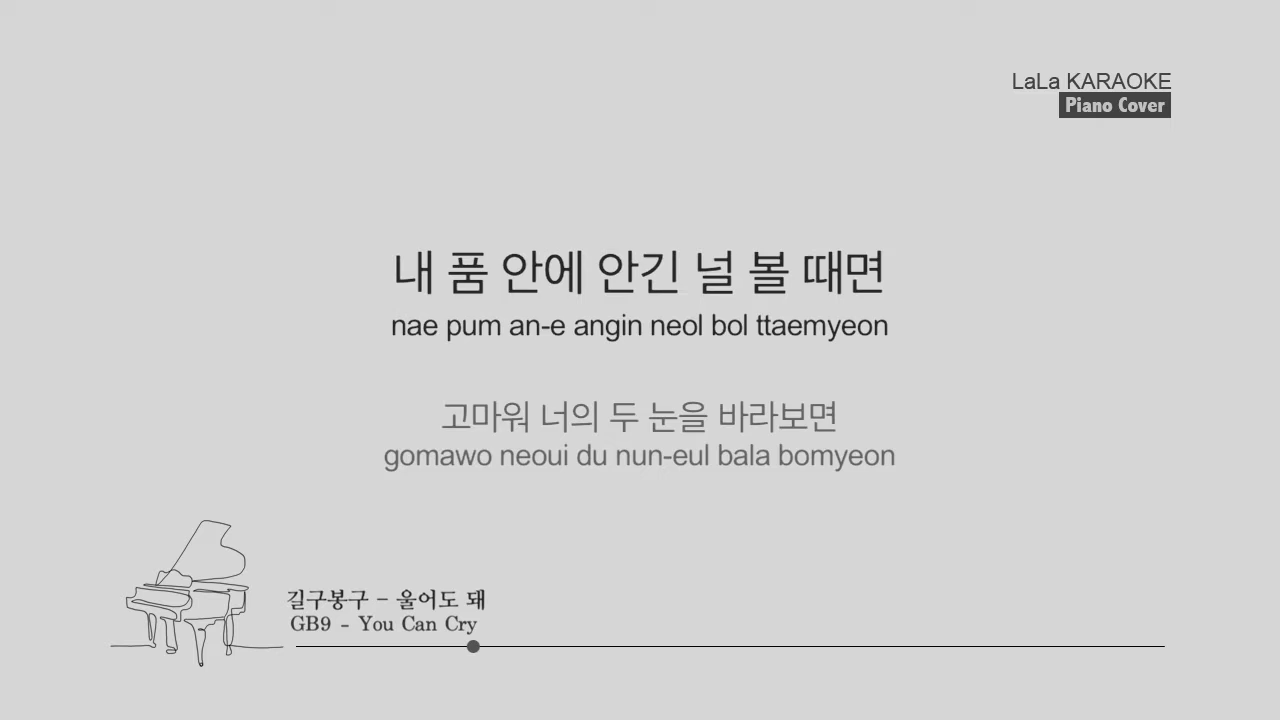 LaLa KARAOKE
Piano Cover
내 품 안에 안긴 널 볼 때면
nae pum an-e angin neol bol ttaemyeon
고마워 너의 두 눈을 바라보면
gomawo neoui du nun-eul bala bomyeon
길구봉구 - 울어도 돼
GB9 - You Can Cry